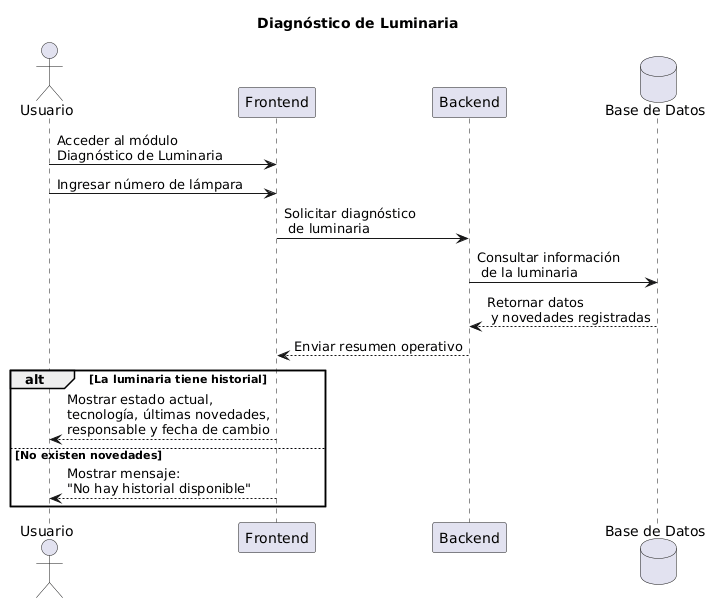 Diagnóstico de Luminaria
Usuario
Frontend
Backend
Base de Datos
Acceder al módulo
Diagnóstico de Luminaria
Ingresar número de lámpara
Solicitar diagnóstico
de luminaria
Consultar información
de la luminaria
Retornar datos
y novedades registradas
Enviar resumen operativo
alt [La luminaria tiene historial]
Mostrar estado actual,
tecnología, últimas novedades,
responsable y fecha de cambio
[No existen novedades]
Mostrar mensaje:
"No hay historial disponible"
Usuario
Frontend
Backend
Base de Datos